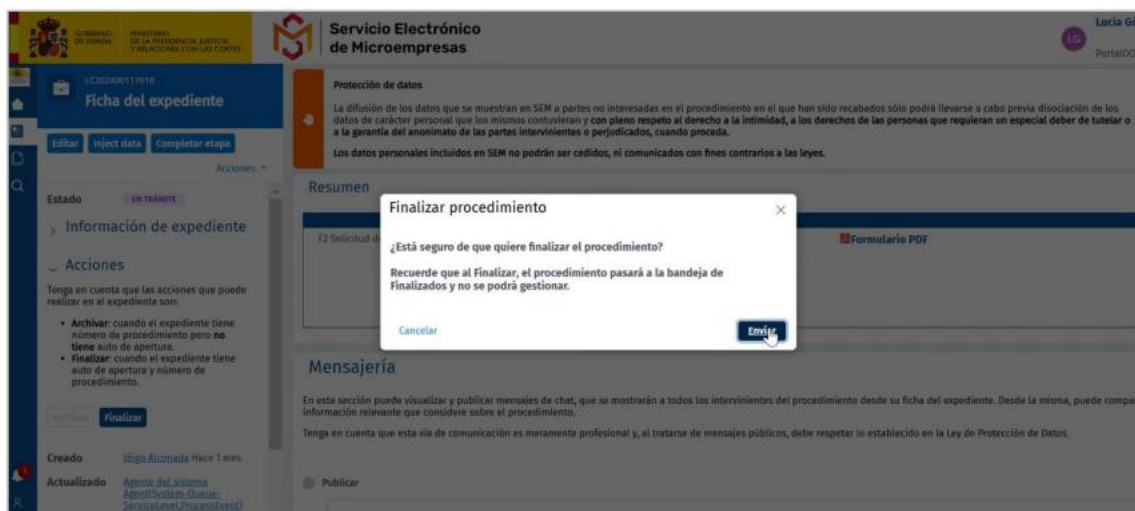 GOBIERNO
DE ESPAÑA
MINISTERIO
DE LA PRESIDENCIA, JUSTICIA
Y RELACIONES CON LAS CORTES
Servicio Electrónico
de Microempresas
LG
Lucía Gó
PortalOD
LC202400117018
Ficha del expediente
Editar
Inject data
Completar etapa
Acciones
Estado
EN TRÁMITE
Información de expediente
Acciones
Tenga en cuenta que las acciones que puede
realizar en el expediente son:
• Archivar: cuando el expediente tiene
número de procedimiento pero no
tiene auto de apertura.
• Finalizar: cuando el expediente tiene
auto de apertura y número de
procedimiento.
Archivar
Finalizar
Creado
Iñigo Aiconada Hace 1 mes
Actualizado
Agente del sistema
Agent(System-Queue-
ServiceLevel.ProcessEvent)
Protección de datos
La difusión de los datos que se muestran en SEM a partes no interesadas en el procedimiento en el que han sido recabados sólo podrá llevarse a cabo previa disociación de los
datos de carácter personal que los mismos contuvieran y con pleno respeto al derecho a la intimidad, a los derechos de las personas que requieran un especial deber de tutelar o
a la garantía del anonimato de las partes intervinientes o perjudicados, cuando proceda.
Los datos personales incluidos en SEM no podrán ser cedidos, ni comunicados con fines contrarios a las leyes.
Resumen
F2 Solicitud d
Formulario PDF
Finalizar procedimiento
¿Está seguro de que quiere finalizar el procedimiento?
Recuerde que al Finalizar, el procedimiento pasará a la bandeja de
Finalizados y no se podrá gestionar.
Cancelar
Enviar
Mensajería
En esta sección puede visualizar y publicar mensajes de chat, que se mostrarán a todos los intervinientes del procedimiento desde su ficha del expediente. Desde la misma, puede compa
información relevante que considere sobre el procedimiento.
Tenga en cuenta que esta vía de comunicación es meramente profesional y, al tratarse de mensajes públicos, debe respetar lo establecido en la Ley de Protección de Datos.
Publicar